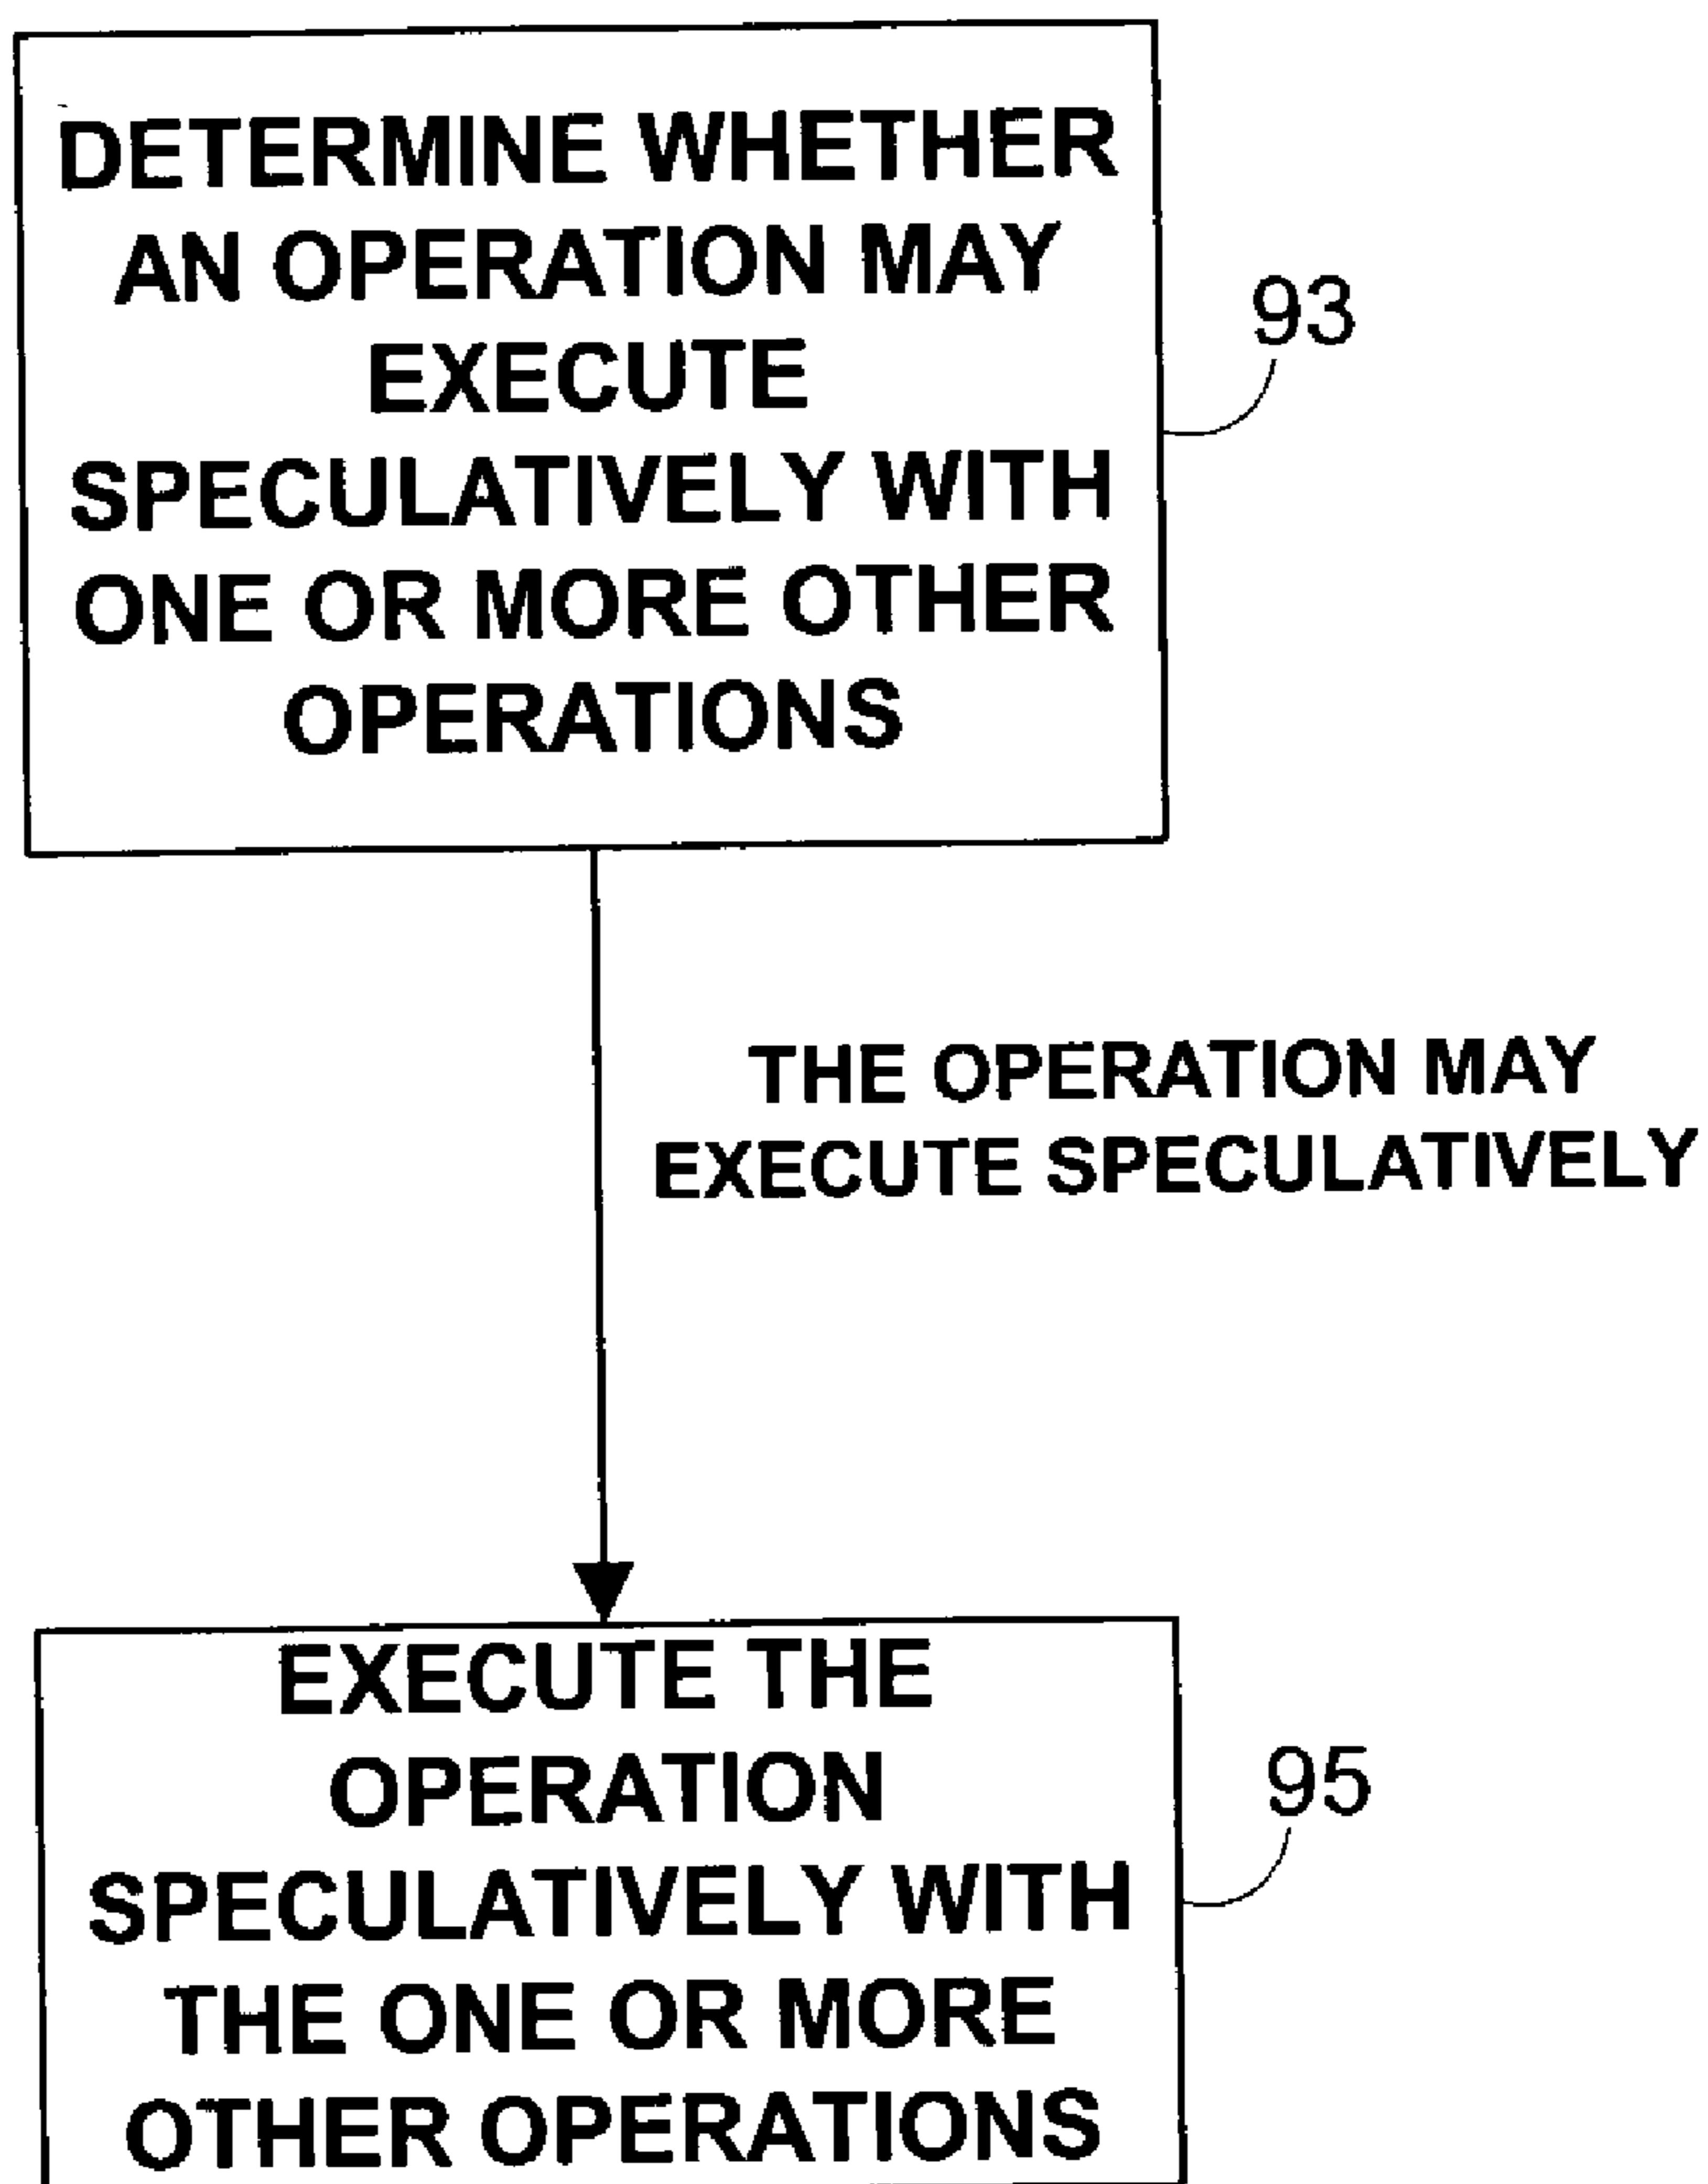 DETERMINE WHETHER
AN OPERATION MAY
EXECUTE
SPECULATIVELY WITH
ONE OR MORE OTHER
OPERATIONS
93
THE OPERATION MAY
EXECUTE SPECULATIVELY
EXECUTE THE
OPERATION
SPECULATIVELY WITH
THE ONE OR MORE
OTHER OPERATIONS
95